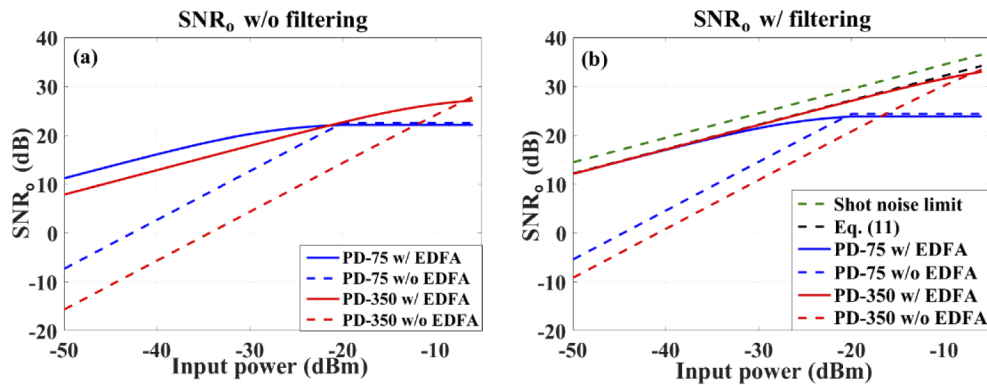 SNRo w/o filtering
(a)
40
30
20
10
0
-10
-20
SNRo (dB)
-50
-40
-30
-20
-10
Input power (dBm)
PD-75 w/ EDFA
PD-75 w/o EDFA
PD-350 w/ EDFA
PD-350 w/o EDFA
SNRo w/ filtering
(b)
40
30
20
10
0
-10
-20
SNRo (dB)
-50
-40
-30
-20
-10
Input power (dBm)
Shot noise limit
Eq. (11)
PD-75 w/ EDFA
PD-75 w/o EDFA
PD-350 w/ EDFA
PD-350 w/o EDFA